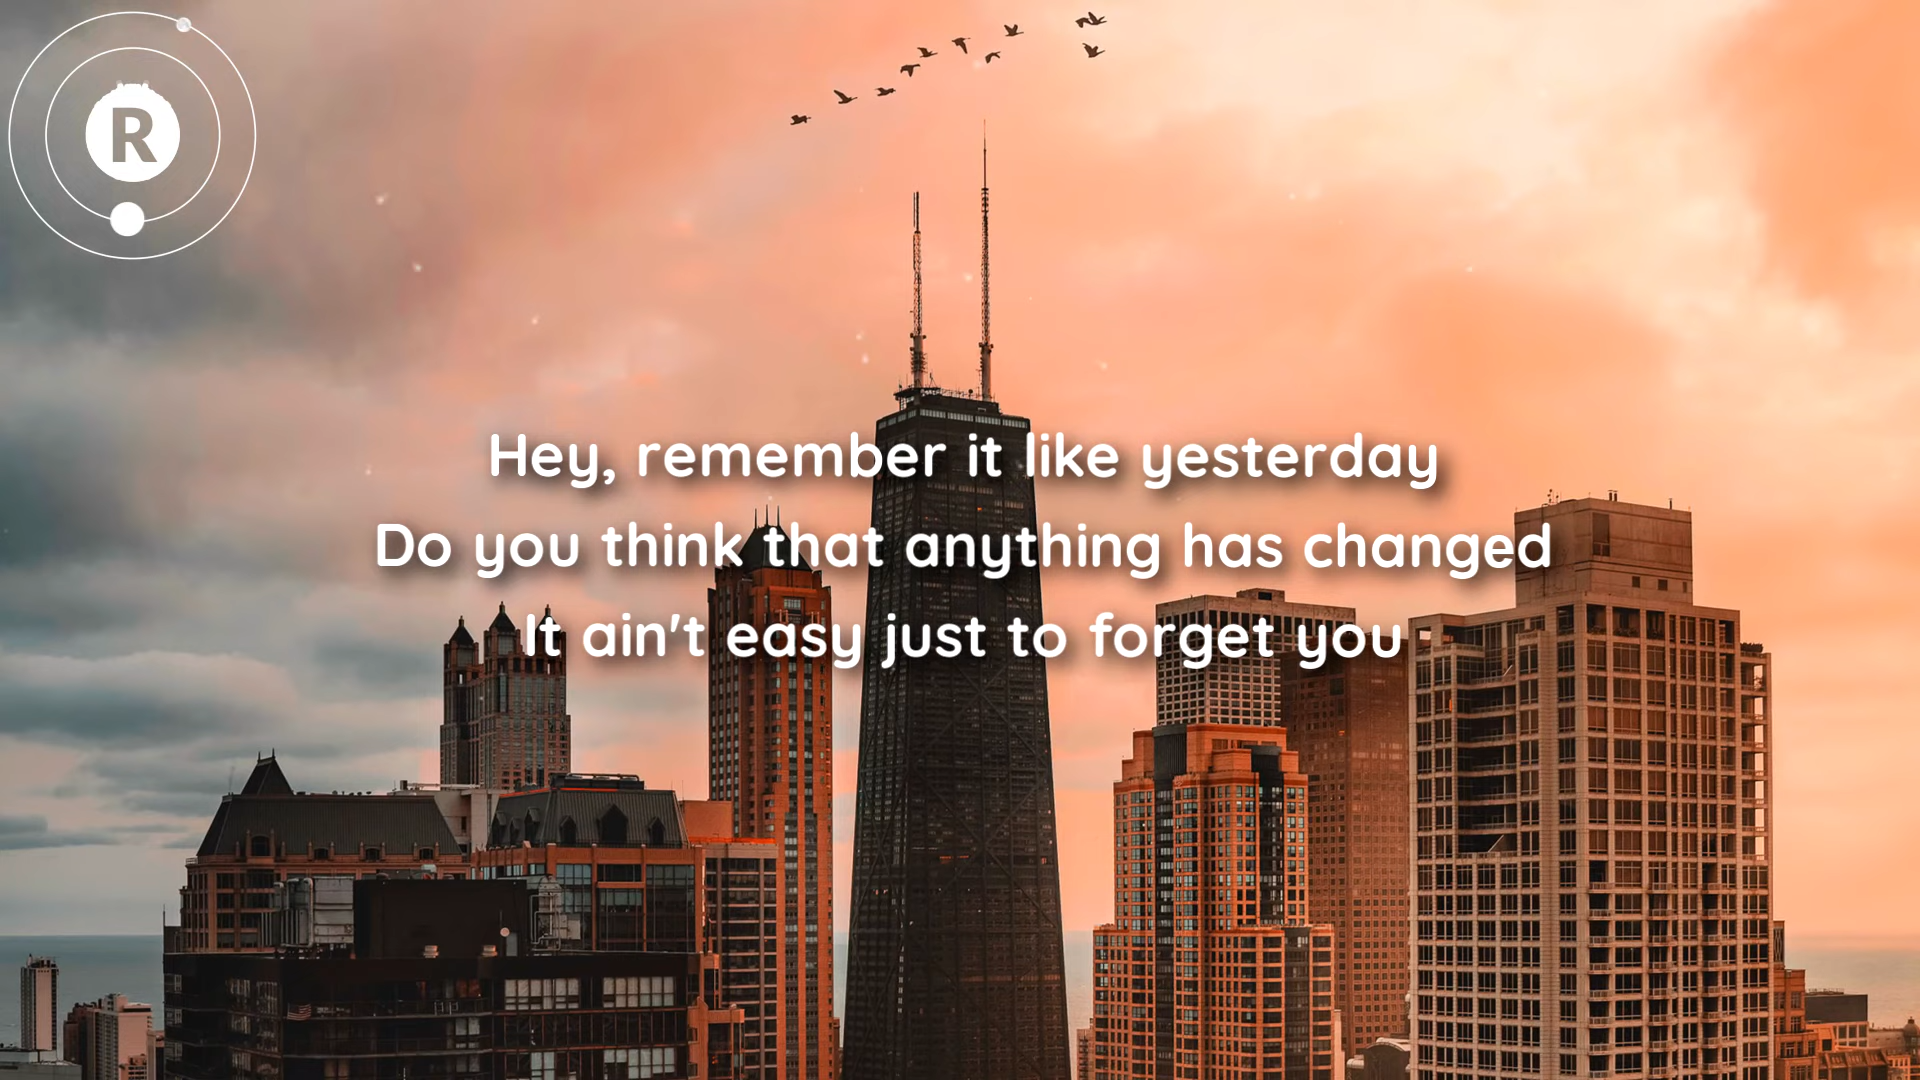 R
Hey, remember it like yesterday
Do you think that anything has changed
It ain't easy just to forget you